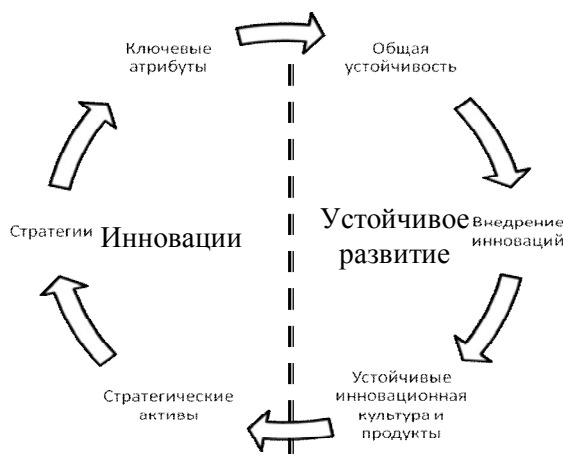 Ключевые
атрибуты
Общая
устойчивость
Стратегии
Инновации
Устойчивое
развитие
Внедрение
инноваций
Стратегические
активы
Устойчивые
инновационная
культура и
продукты